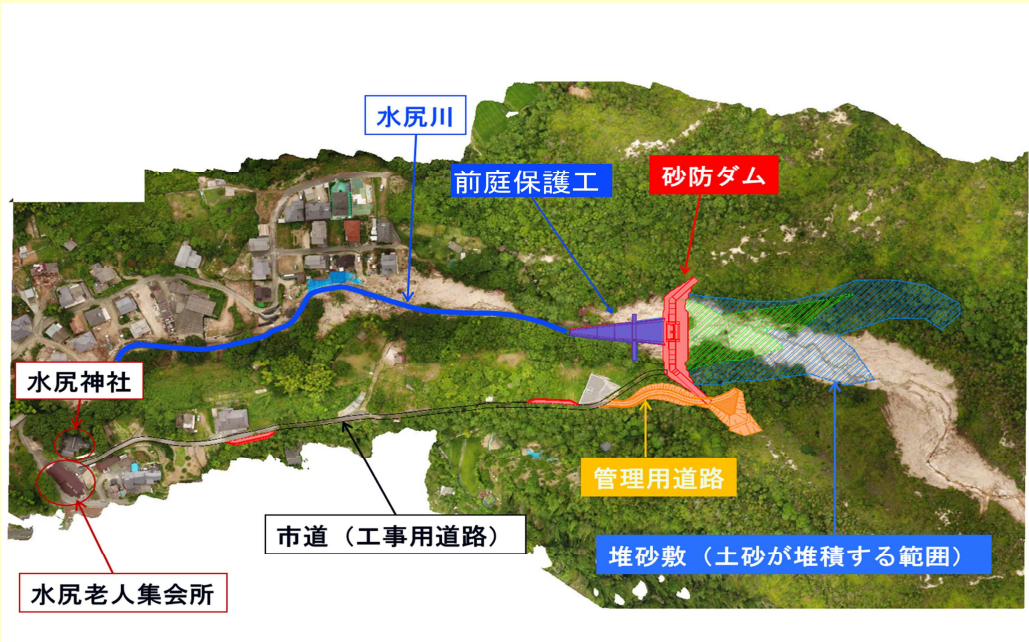 水尻川
前庭保護工
砂防ダム
水尻神社
管理用道路
市道（工事用道路）
堆砂敷（土砂が堆積する範囲）
水尻老人集会所